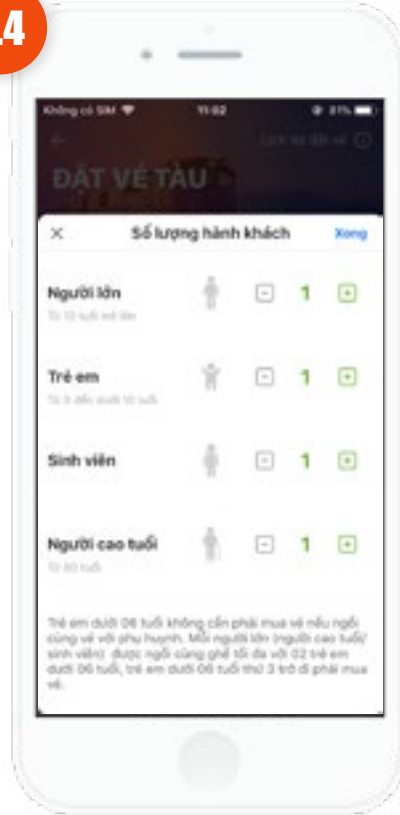 Không có SIM 11:02 81%
Lịch sử đặt vé
ĐẶT VÉ TÀU
Số lượng hành khách Xong
Người lớn 1
Từ 10 tuổi trở lên
Trẻ em 1
đến dưới 10 tuổi
Sinh viên 1
Người cao tuổi 1
Từ 60 tuổi
Trẻ em dưới 06 tuổi không cần phải mua vé nếu ngồi
cùng vé với phụ huynh. Mỗi người lớn (người cao tuổi/
sinh viên) được ngồi cùng ghế tối đa với 02 trẻ em
dưới 06 tuổi, trẻ em dưới 06 tuổi thứ 3 trở đi phải mua
vé.